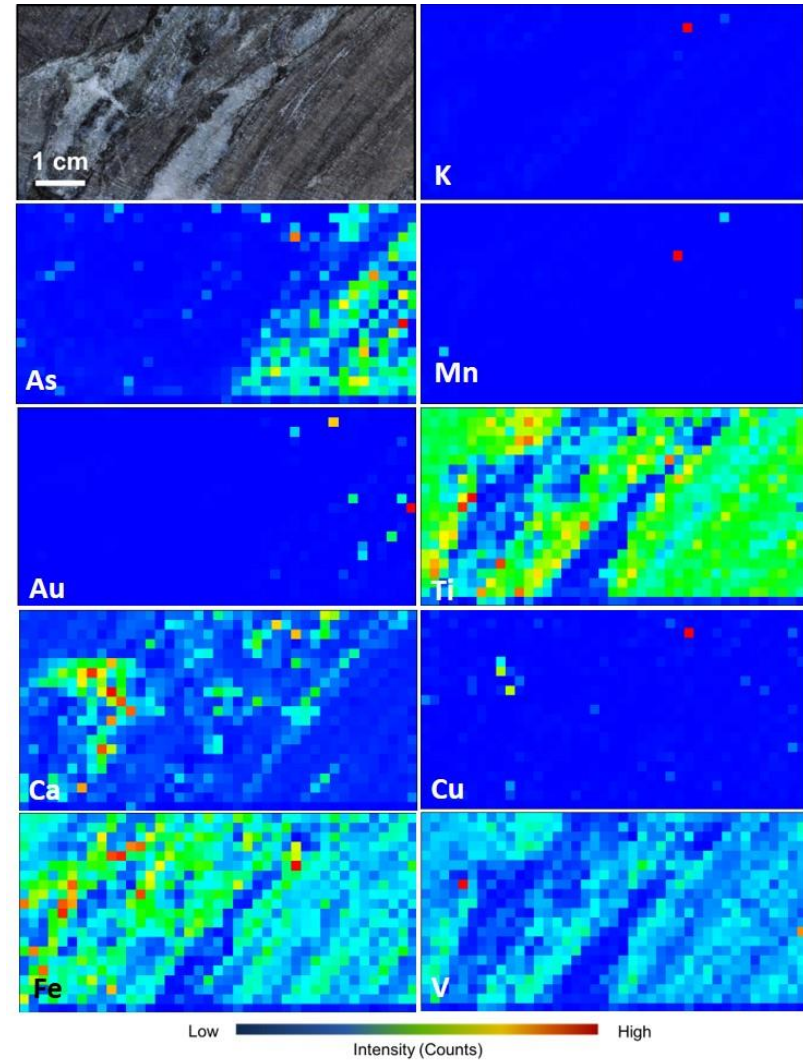 1 cm
K
As
Mn
Au
Ti
Ca
Cu
Fe
V
Low
High
Intensity (Counts)